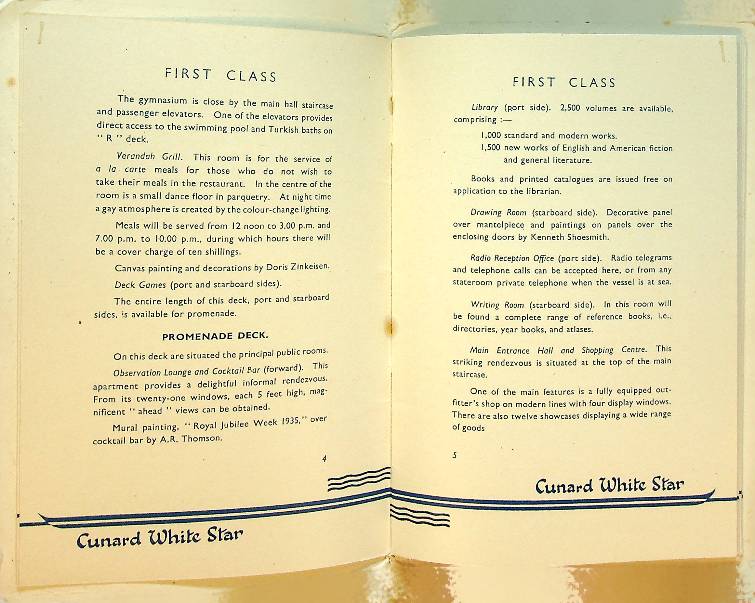 FIRST CLASS
The gymnasium is close by the main hall staircase
and passenger elevators. One of the elevators provides
direct access to the swimming pool and Turkish baths on
" R " deck.
Verandah Grill. This room is for the service of
a la carte meals for those who do not wish to
take their meals in the restaurant. In the centre of the
room is a small dance floor in parquetry. At night time
a gay atmosphere is created by the colour-change lighting.
Meals will be served from 12 noon to 3.00 p.m. and
7.00 p.m. to 10.00 p.m., during which hours there will
be a cover charge of ten shillings.
Canvas painting and decorations by Doris Zinkeisen.
Deck Games (port and starboard sides).
The entire length of this deck, port and starboard
sides, is available for promenade.
PROMENADE DECK.
On this deck are situated the principal public rooms.
Observation Lounge and Cocktail Bar (forward). This
apartment provides a delightful informal rendezvous.
From its twenty-one windows, each 5 feet high, mag-
nificent " ahead " views can be obtained.
Mural painting, " Royal Jubilee Week 1935," over
cocktail bar by A.R. Thomson.
4
Cunard White Star
FIRST CLASS
Library (port side). 2,500 volumes are available,
comprising :—
1,000 standard and modern works.
1,500 new works of English and American fiction
and general literature.
Books and printed catalogues are issued free on
application to the librarian.
Drawing Room (starboard side). Decorative panel
over mantelpiece and paintings on panels over the
enclosing doors by Kenneth Shoesmith.
Radio Reception Office (port side). Radio telegrams
and telephone calls can be accepted here, or from any
stateroom private telephone when the vessel is at sea.
Writing Room (starboard side). In this room will
be found a complete range of reference books, i.e.,
directories, year books, and atlases.
Main Entrance Hall and Shopping Centre. This
striking rendezvous is situated at the top of the main
staircase.
One of the main features is a fully equipped out-
fitter's shop on modern lines with four display windows.
There are also twelve showcases displaying a wide range
of goods
5
Cunard White Star